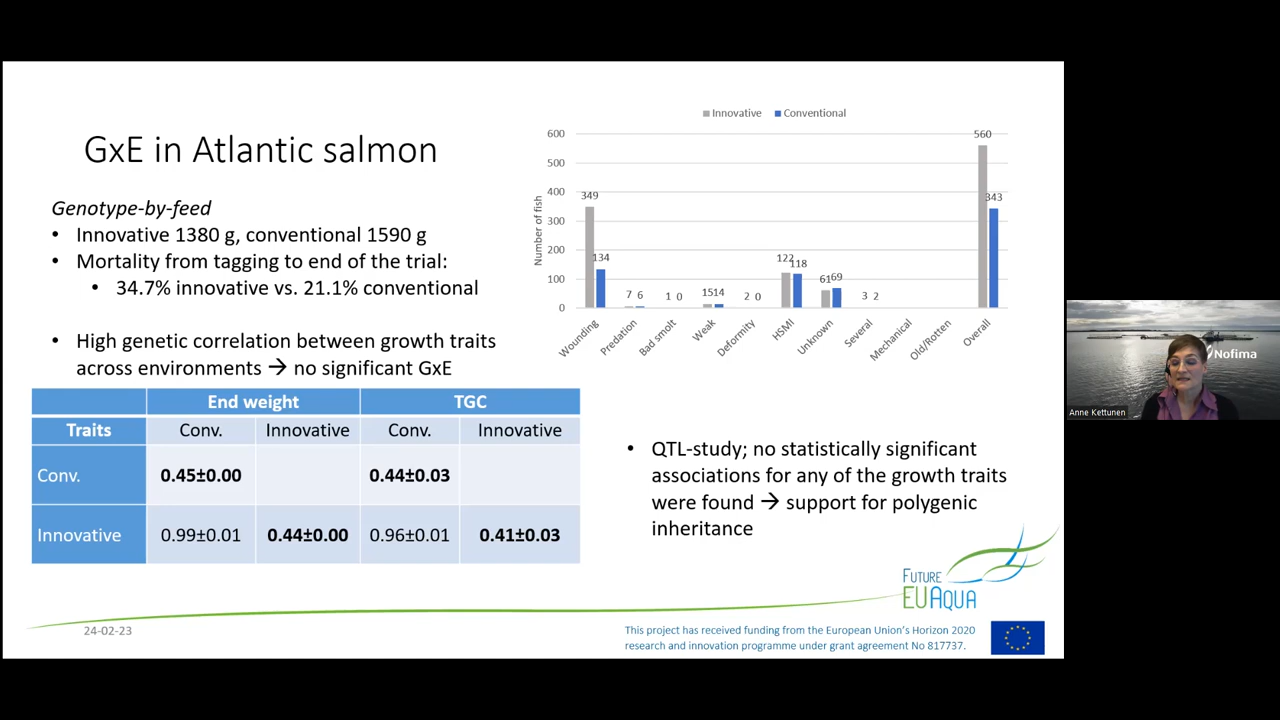 GxE in Atlantic salmon
Genotype-by-feed
• Innovative 1380 g, conventional 1590 g
• Mortality from tagging to end of the trial:
• 34.7% innovative vs. 21.1% conventional
• High genetic correlation between growth traits
across environments → no significant GxE
End weight TGC
Traits Conv. Innovative Conv. Innovative
Conv. 0.45±0.00 0.44±0.03
Innovative 0.99±0.01 0.44±0.00 0.96±0.01 0.41±0.03
Innovative Conventional
Number of fish
600
500
400
300
200
100
0
349 134 7 6 1 0 15 14 2 0 122 118 61 69 3 2 560 343
Wounding Predation Bad smolt Weak Deformity HSMI Unknown Several Mechanical Old/Rotten Overall
• QTL-study; no statistically significant
associations for any of the growth traits
were found → support for polygenic
inheritance
FUTURE
EUAQUA
24-02-23
This project has received funding from the European Union's Horizon 2020
research and innovation programme under grant agreement No 817737.
Nofima
Anne Kettunen